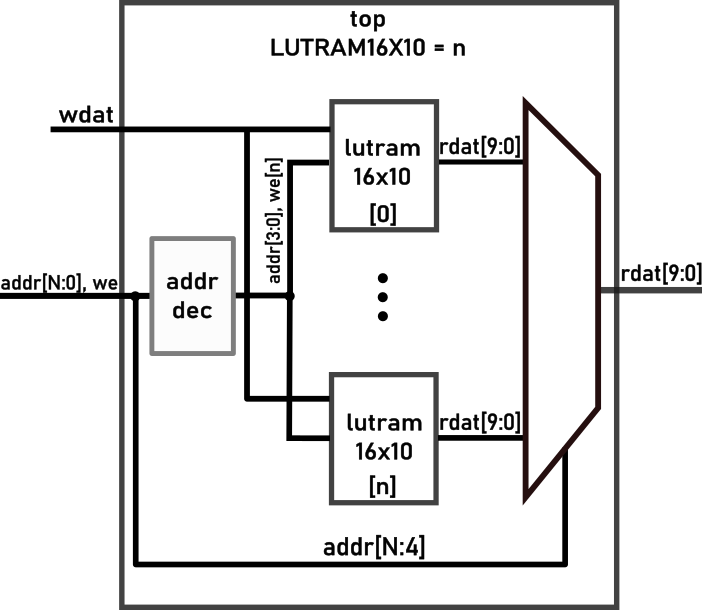 top
LUTRAM16X10 = n
wdat
lutram
16x10
[0]
rdat[9:0]
addr[3:0], we[n]
addr[N:0], we
addr
dec
rdat[9:0]
lutram
16x10
[n]
rdat[9:0]
addr[N:4]